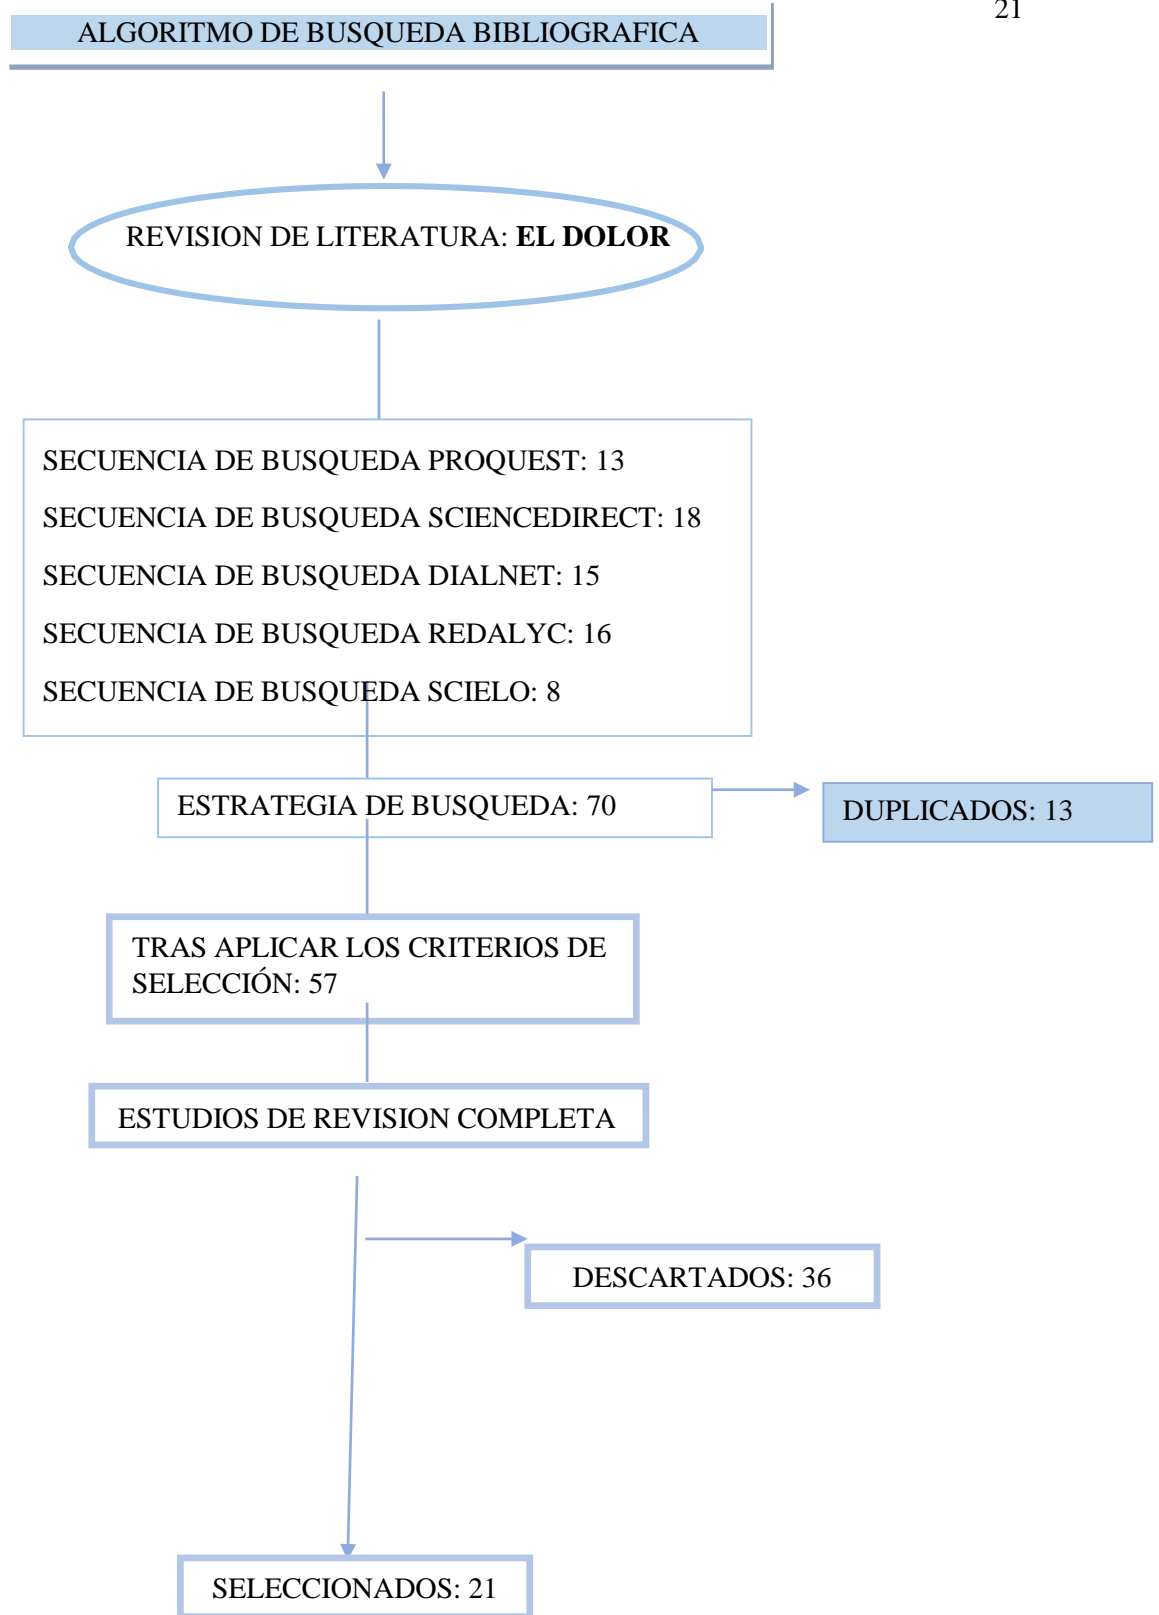 21
ALGORITMO DE BUSQUEDA BIBLIOGRAFICA
REVISION DE LITERATURA: EL DOLOR
SECUENCIA DE BUSQUEDA PROQUEST: 13
SECUENCIA DE BUSQUEDA SCIENCEDIRECT: 18
SECUENCIA DE BUSQUEDA DIALNET: 15
SECUENCIA DE BUSQUEDA REDALYC: 16
SECUENCIA DE BUSQUEDA SCIELO: 8
ESTRATEGIA DE BUSQUEDA: 70
DUPLICADOS: 13
TRAS APLICAR LOS CRITERIOS DE
SELECCIÓN: 57
ESTUDIOS DE REVISION COMPLETA
DESCARTADOS: 36
SELECCIONADOS: 21